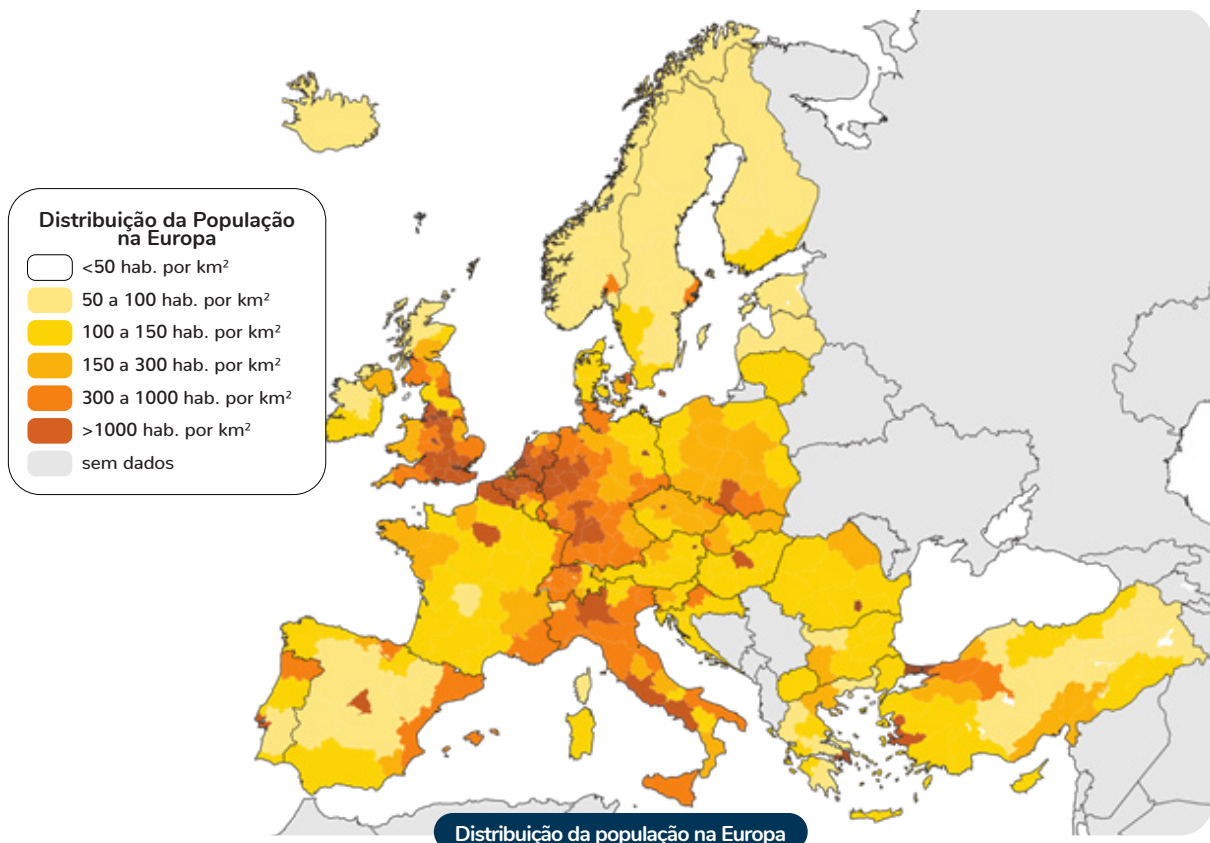 Distribuição da População
na Europa
<50 hab. por km²
50 a 100 hab. por km²
100 a 150 hab. por km²
150 a 300 hab. por km²
300 a 1000 hab. por km²
>1000 hab. por km²
sem dados
Distribuição da população na Europa